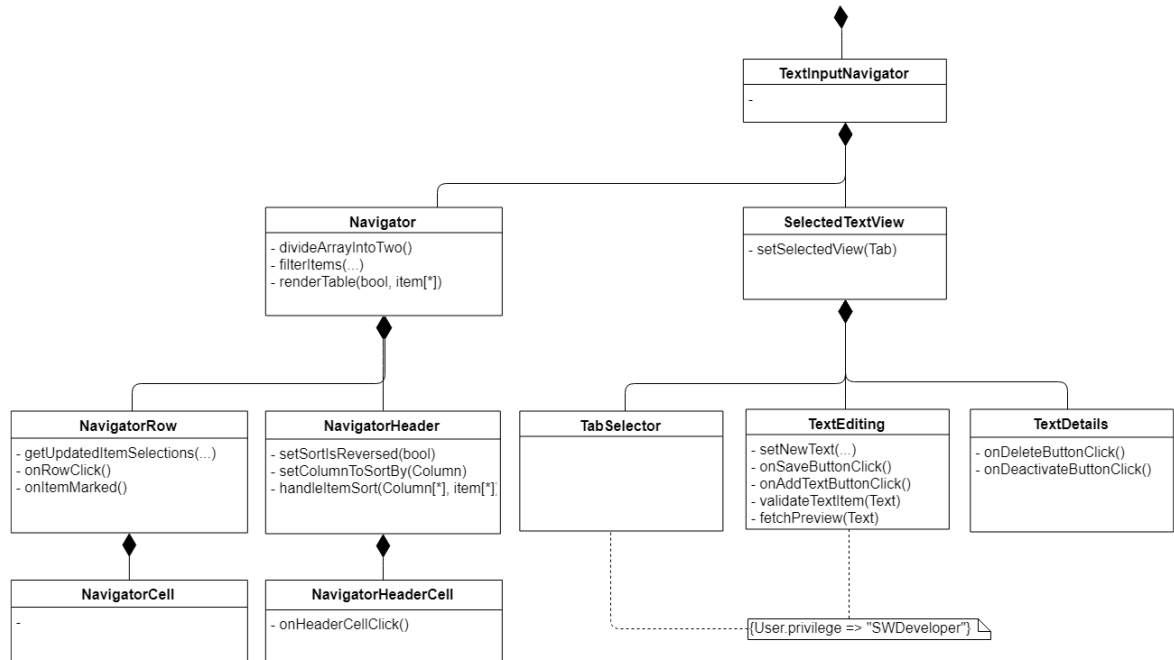 TextInputNavigator
-
Navigator
- divideArrayIntoTwo()
- filterItems(...)
- renderTable(bool, item[*])
SelectedTextView
- setSelectedView(Tab)
NavigatorRow
- getUpdatedItemSelections(...)
- onRowClick()
- onItemMarked()
NavigatorHeader
- setSortIsReversed(bool)
- setColumnToSortBy(Column)
- handleItemSort(Column[*], item[*])
TabSelector
TextEditing
- setNewText(...)
- onSaveButtonClick()
- onAddTextButtonClick()
- validateTextItem(Text)
- fetchPreview(Text)
TextDetails
- onDeleteButtonClick()
- onDeactivateButtonClick()
NavigatorCell
-
NavigatorHeaderCell
- onHeaderCellClick()
{User.privilege => "SWDeveloper"}